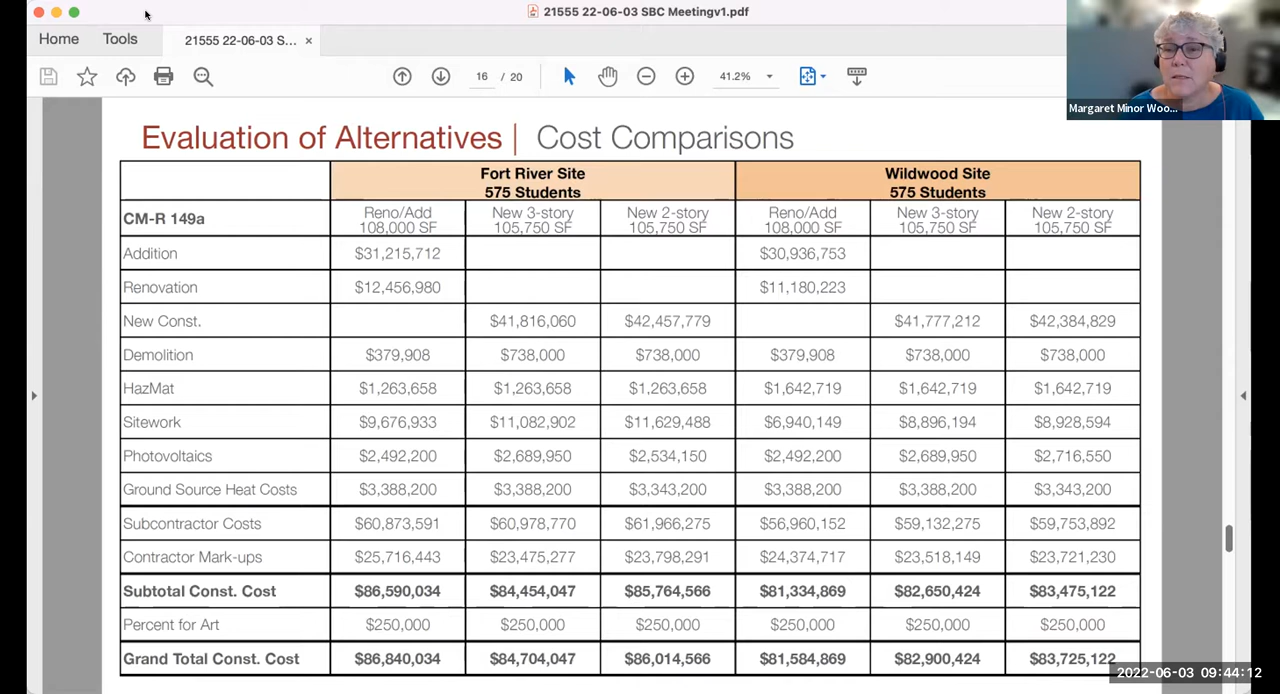 21555 22-06-03 SBC Meetingv1.pdf
Home Tools 21555 22-06-03 S... ×
16 / 20 41.2%
Margaret Minor Woo...
Evaluation of Alternatives | Cost Comparisons
Fort River Site Wildwood Site
575 Students 575 Students
CM-R 149a Reno/Add New 3-story New 2-story Reno/Add New 3-story New 2-story
108,000 SF 105,750 SF 105,750 SF 108,000 SF 105,750 SF 105,750 SF
Addition $31,215,712 $30,936,753
Renovation $12,456,980 $11,180,223
New Const. $41,816,060 $42,457,779 $41,777,212 $42,384,829
Demolition $379,908 $738,000 $738,000 $379,908 $738,000 $738,000
HazMat $1,263,658 $1,263,658 $1,263,658 $1,642,719 $1,642,719 $1,642,719
Sitework $9,676,933 $11,082,902 $11,629,488 $6,940,149 $8,896,194 $8,928,594
Photovoltaics $2,492,200 $2,689,950 $2,534,150 $2,492,200 $2,689,950 $2,716,550
Ground Source Heat Costs $3,388,200 $3,388,200 $3,343,200 $3,388,200 $3,388,200 $3,343,200
Subcontractor Costs $60,873,591 $60,978,770 $61,966,275 $56,960,152 $59,132,275 $59,753,892
Contractor Mark-ups $25,716,443 $23,475,277 $23,798,291 $24,374,717 $23,518,149 $23,721,230
Subtotal Const. Cost $86,590,034 $84,454,047 $85,764,566 $81,334,869 $82,650,424 $83,475,122
Percent for Art $250,000 $250,000 $250,000 $250,000 $250,000 $250,000
Grand Total Const. Cost $86,840,034 $84,704,047 $86,014,566 $81,584,869 $82,900,424 $83,725,122
2022-06-03 09:44:12